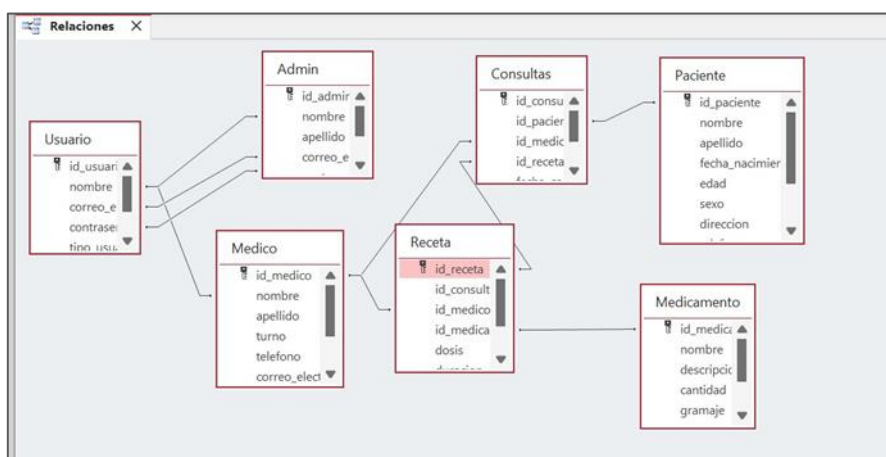 Relaciones
Admin
id_admir
nombre
apellido
correo_e
Consultas
id_consu
id_pacier
id_medic
id_receta
Paciente
id_paciente
nombre
apellido
fecha_nacimier
edad
sexo
direccion
Usuario
id_usuari
nombre
correo_e
contraser
tipo_usu
Medico
id_medico
nombre
apellido
turno
telefono
correo_elect
Receta
id_receta
id_consult
id_medico
id_medica
dosis
Medicamento
id_medica
nombre
descripcic
cantidad
gramaje